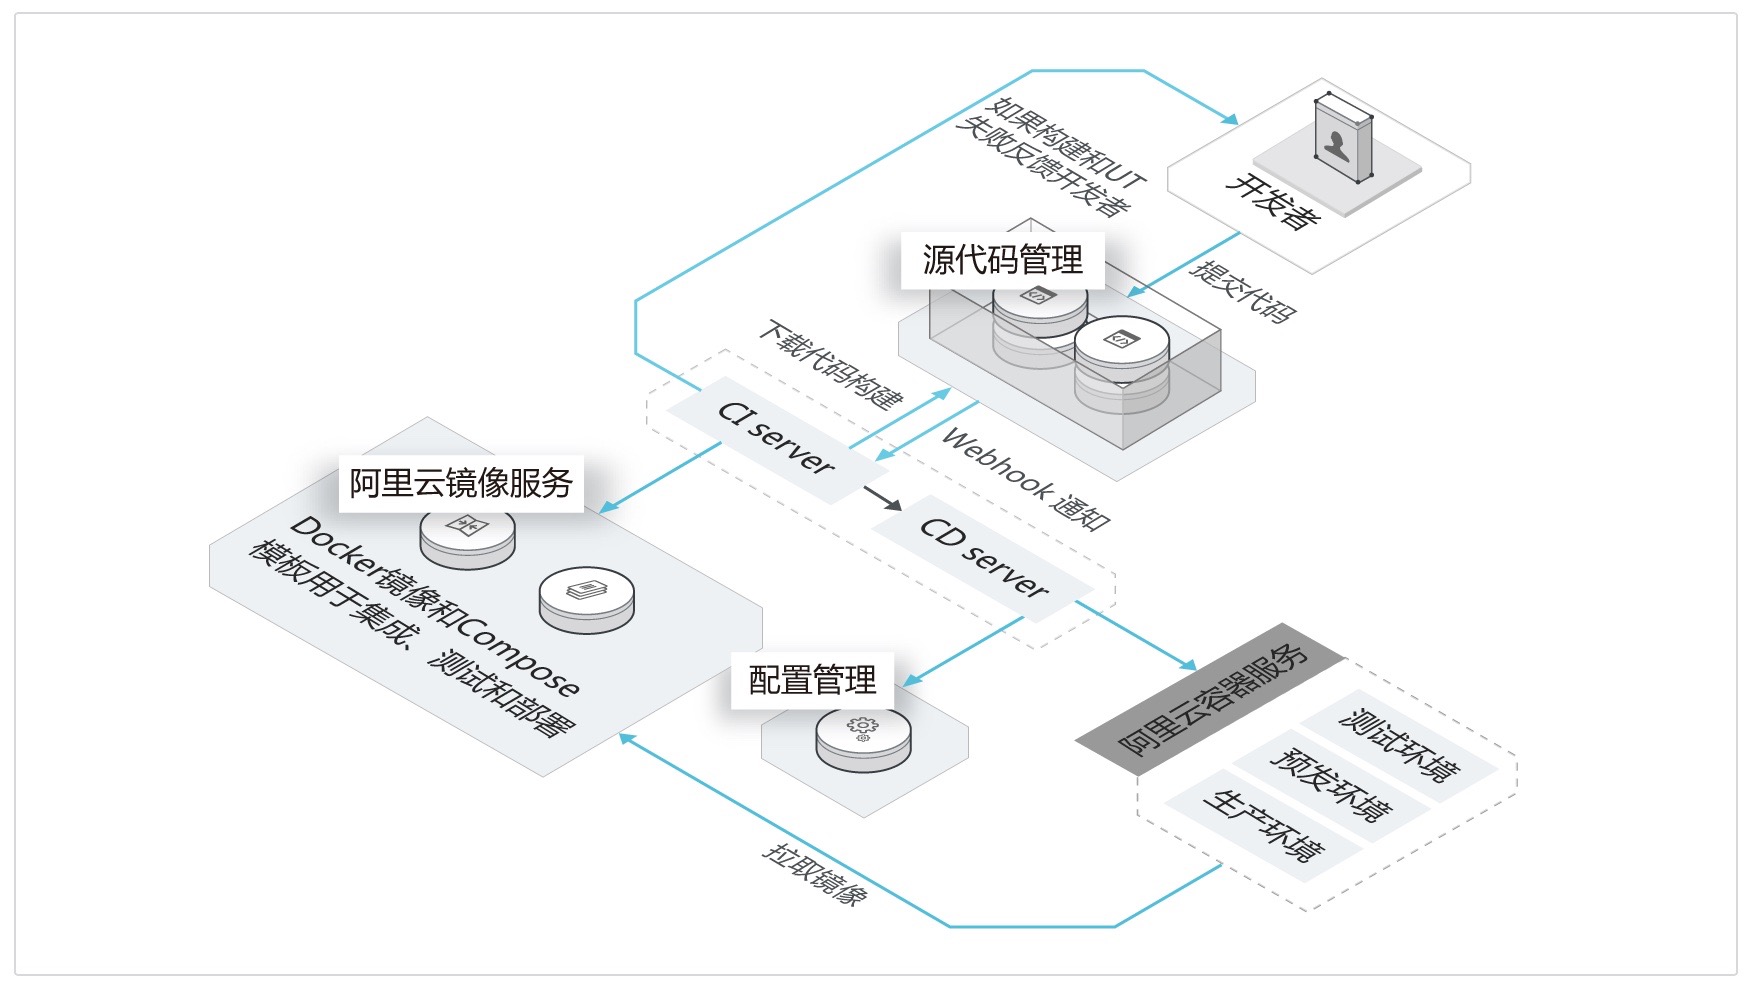 如果构建和UT
失败反馈开发者
开发者
源代码管理
提交代码
下载代码构建
CI server
Webhook 通知
阿里云镜像服务
CD server
Docker镜像和Compose
模板用于集成、测试和部署
配置管理
阿里云容器服务
测试环境
预发环境
生产环境
拉取镜像